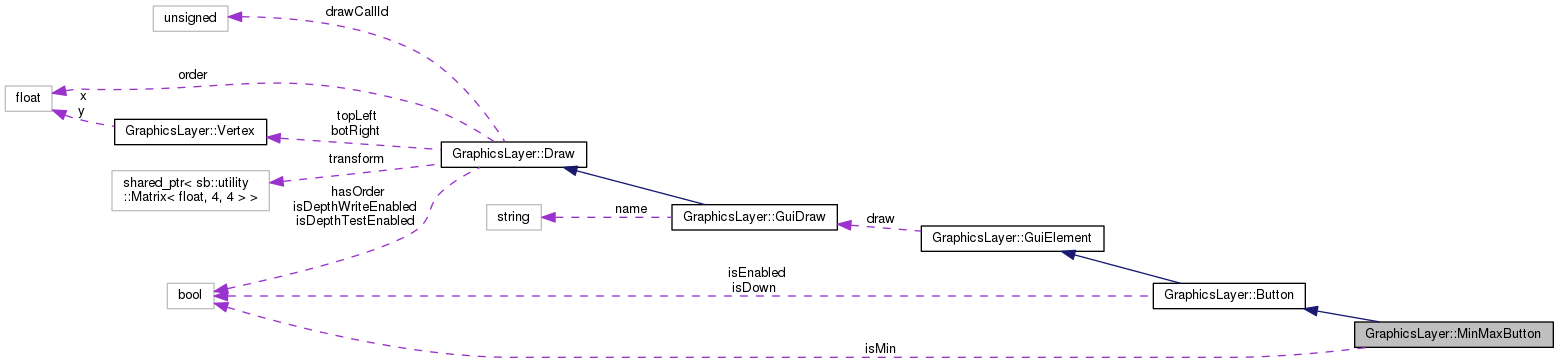 drawCallId
unsigned
order
float
x
y
topLeft
botRight
GraphicsLayer::Vertex
GraphicsLayer::Draw
transform
shared_ptr< sb::utility
::Matrix< float, 4, 4 > >
hasOrder
isDepthWriteEnabled
isDepthTestEnabled
name
string
GraphicsLayer::GuiDraw
draw
GraphicsLayer::GuiElement
isEnabled
isDown
bool
GraphicsLayer::Button
GraphicsLayer::MinMaxButton
isMin